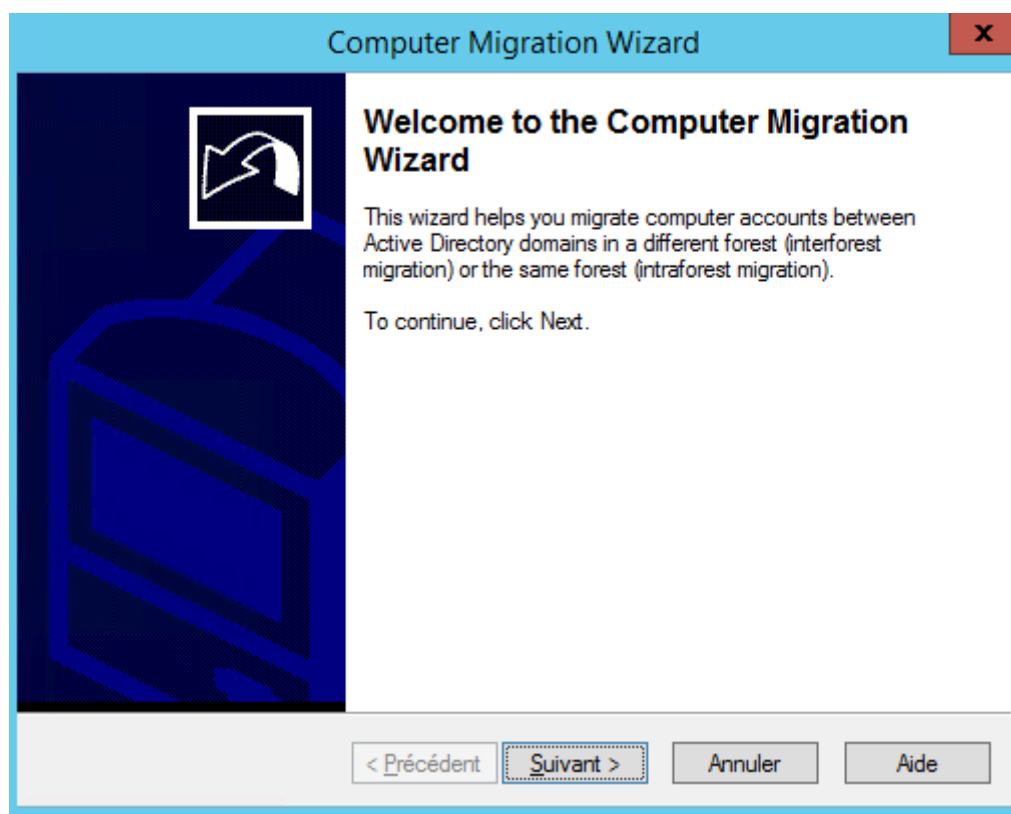 Computer Migration Wizard
x
Welcome to the Computer Migration
Wizard
This wizard helps you migrate computer accounts between
Active Directory domains in a different forest (interforest
migration) or the same forest (intraforest migration).
To continue, click Next.
< Précédent Suivant > Annuler Aide